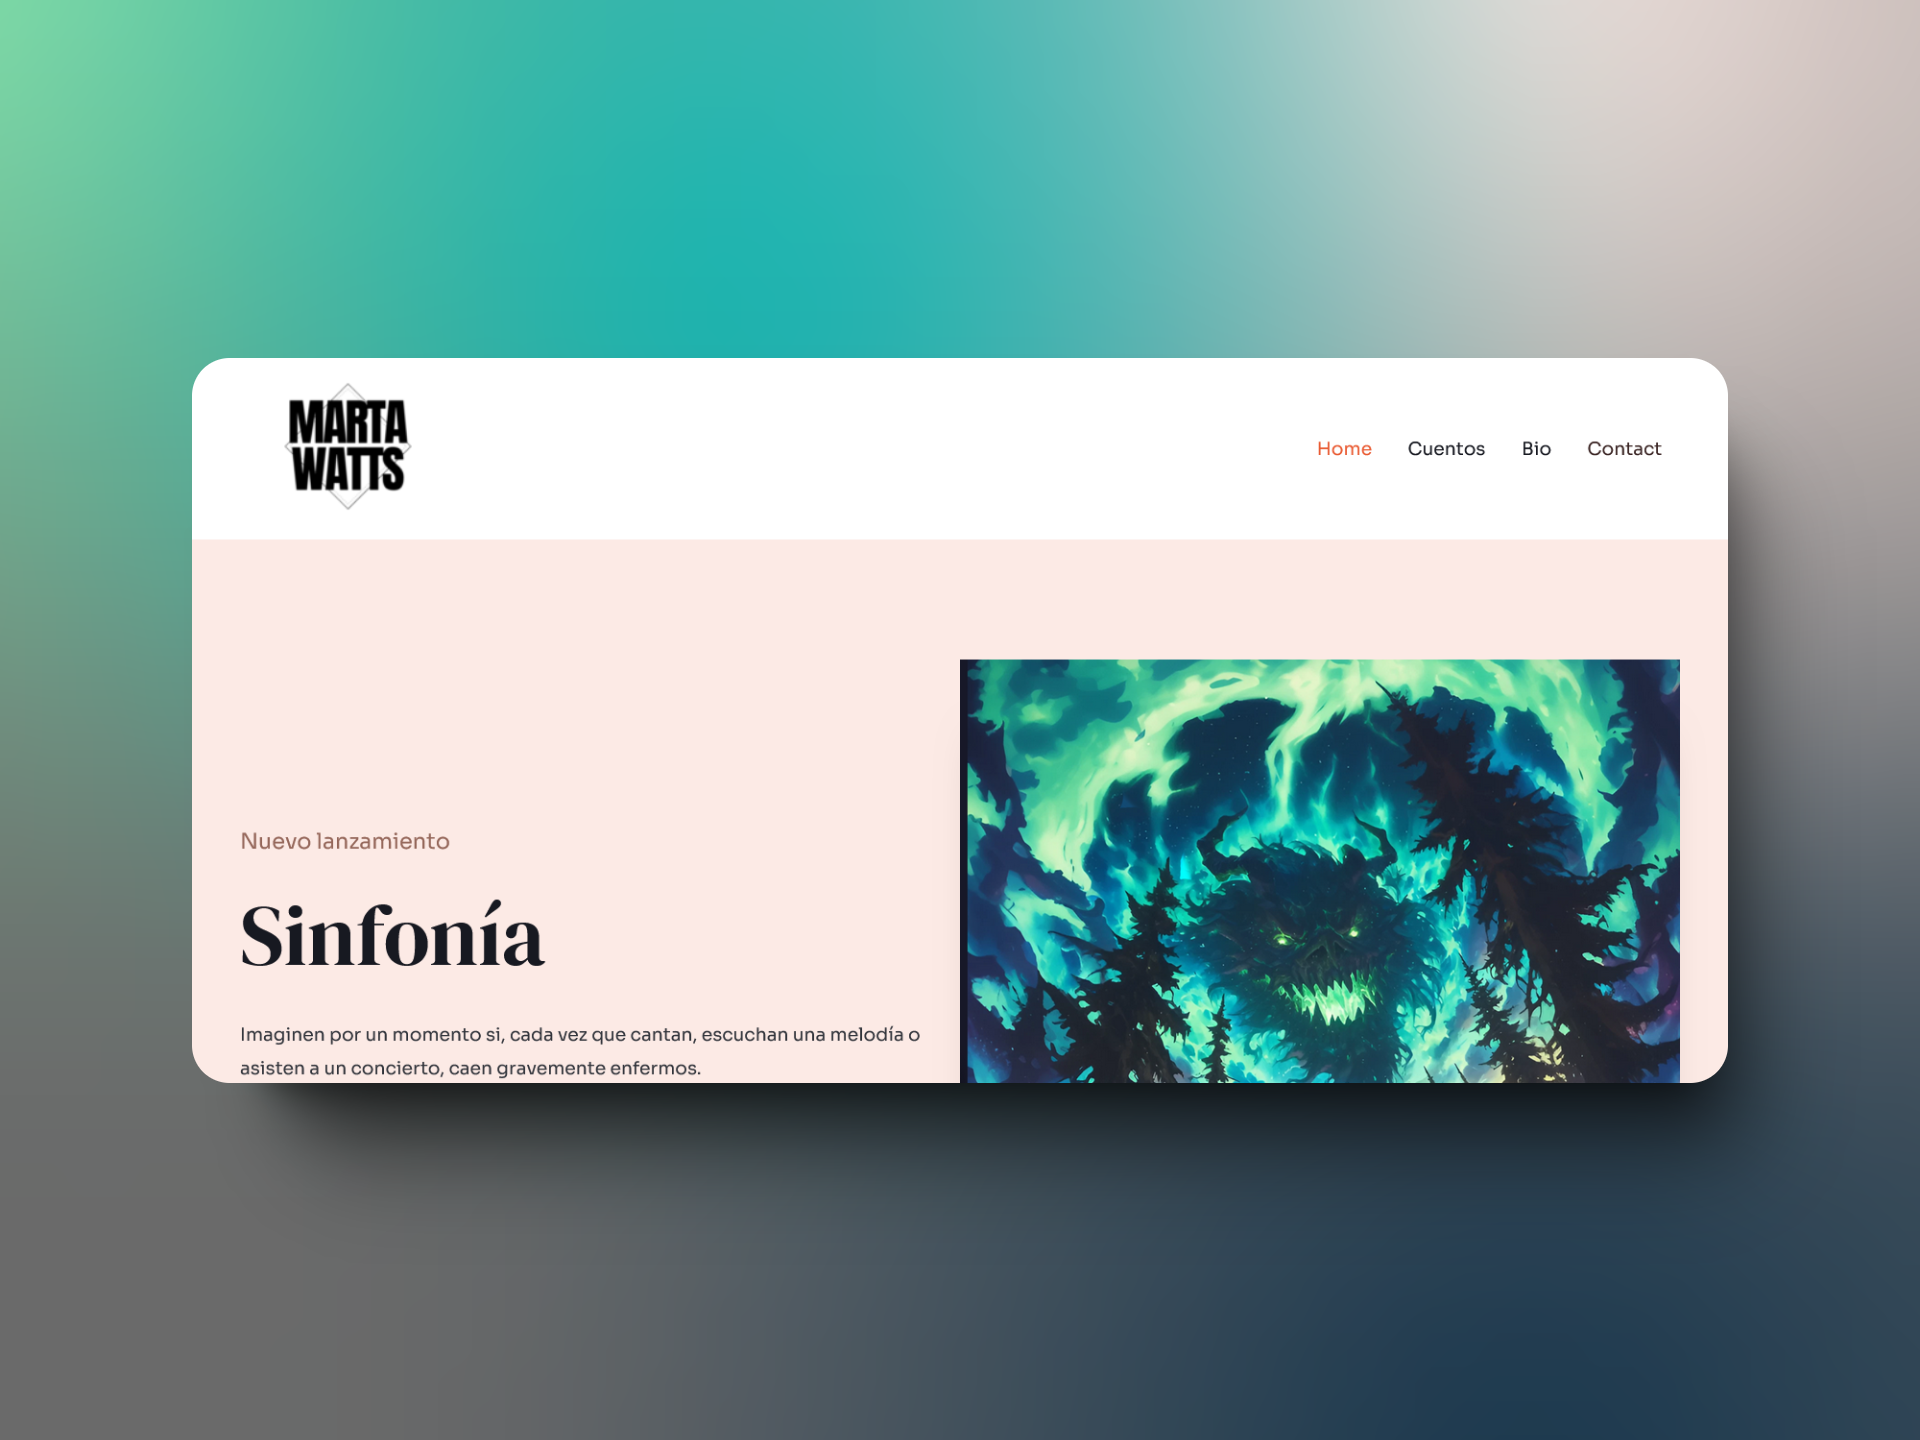 MARTA
WATTS
Home Cuentos Bio Contact
Nuevo lanzamiento
Sinfonía
Imaginen por un momento si, cada vez que cantan, escuchan una melodía o
asisten a un concierto, caen gravemente enfermos.